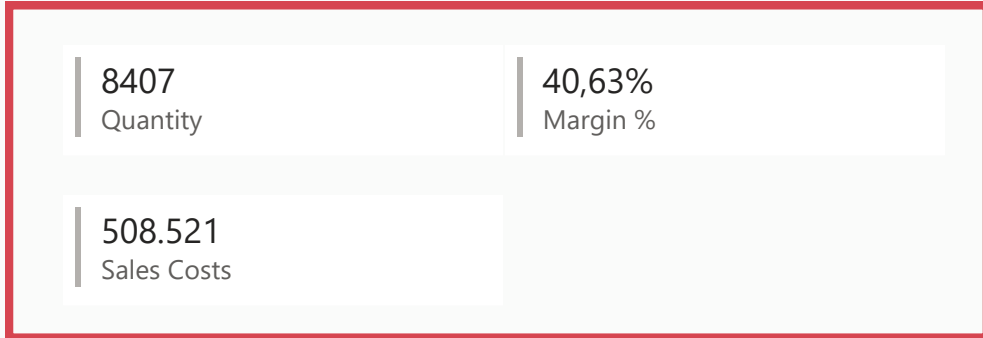 8407
Quantity
40,63%
Margin %
508.521
Sales Costs